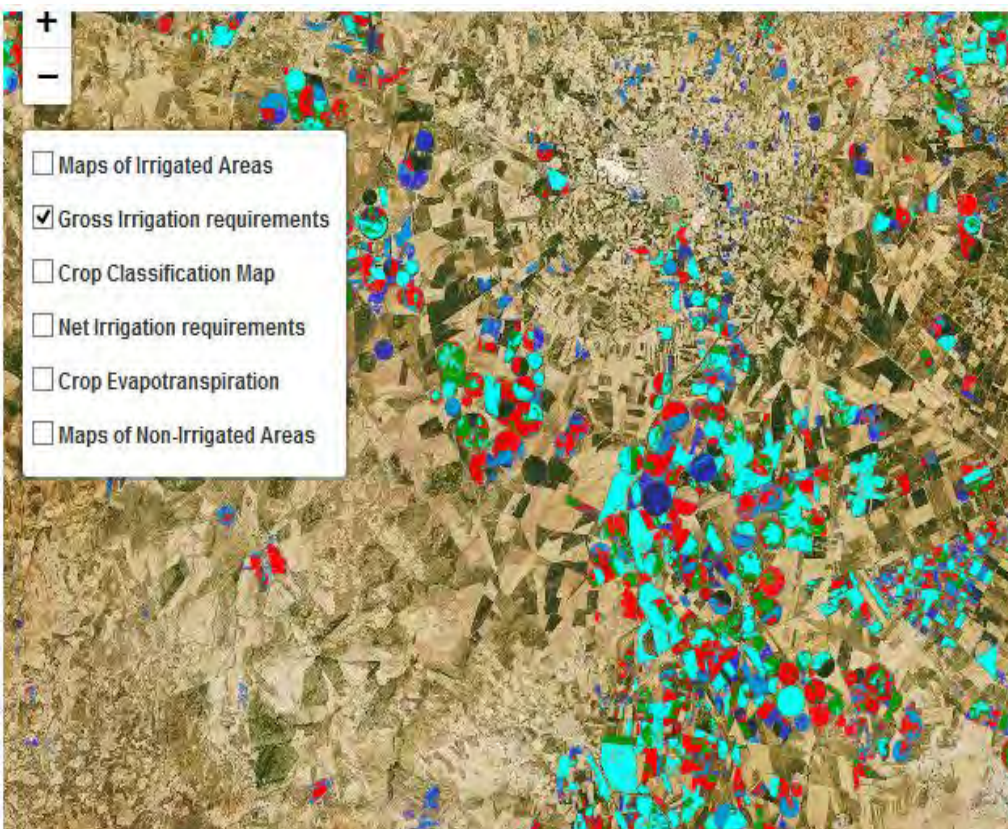 +
−
Maps of Irrigated Areas
Gross Irrigation requirements
Crop Classification Map
Net Irrigation requirements
Crop Evapotranspiration
Maps of Non-Irrigated Areas